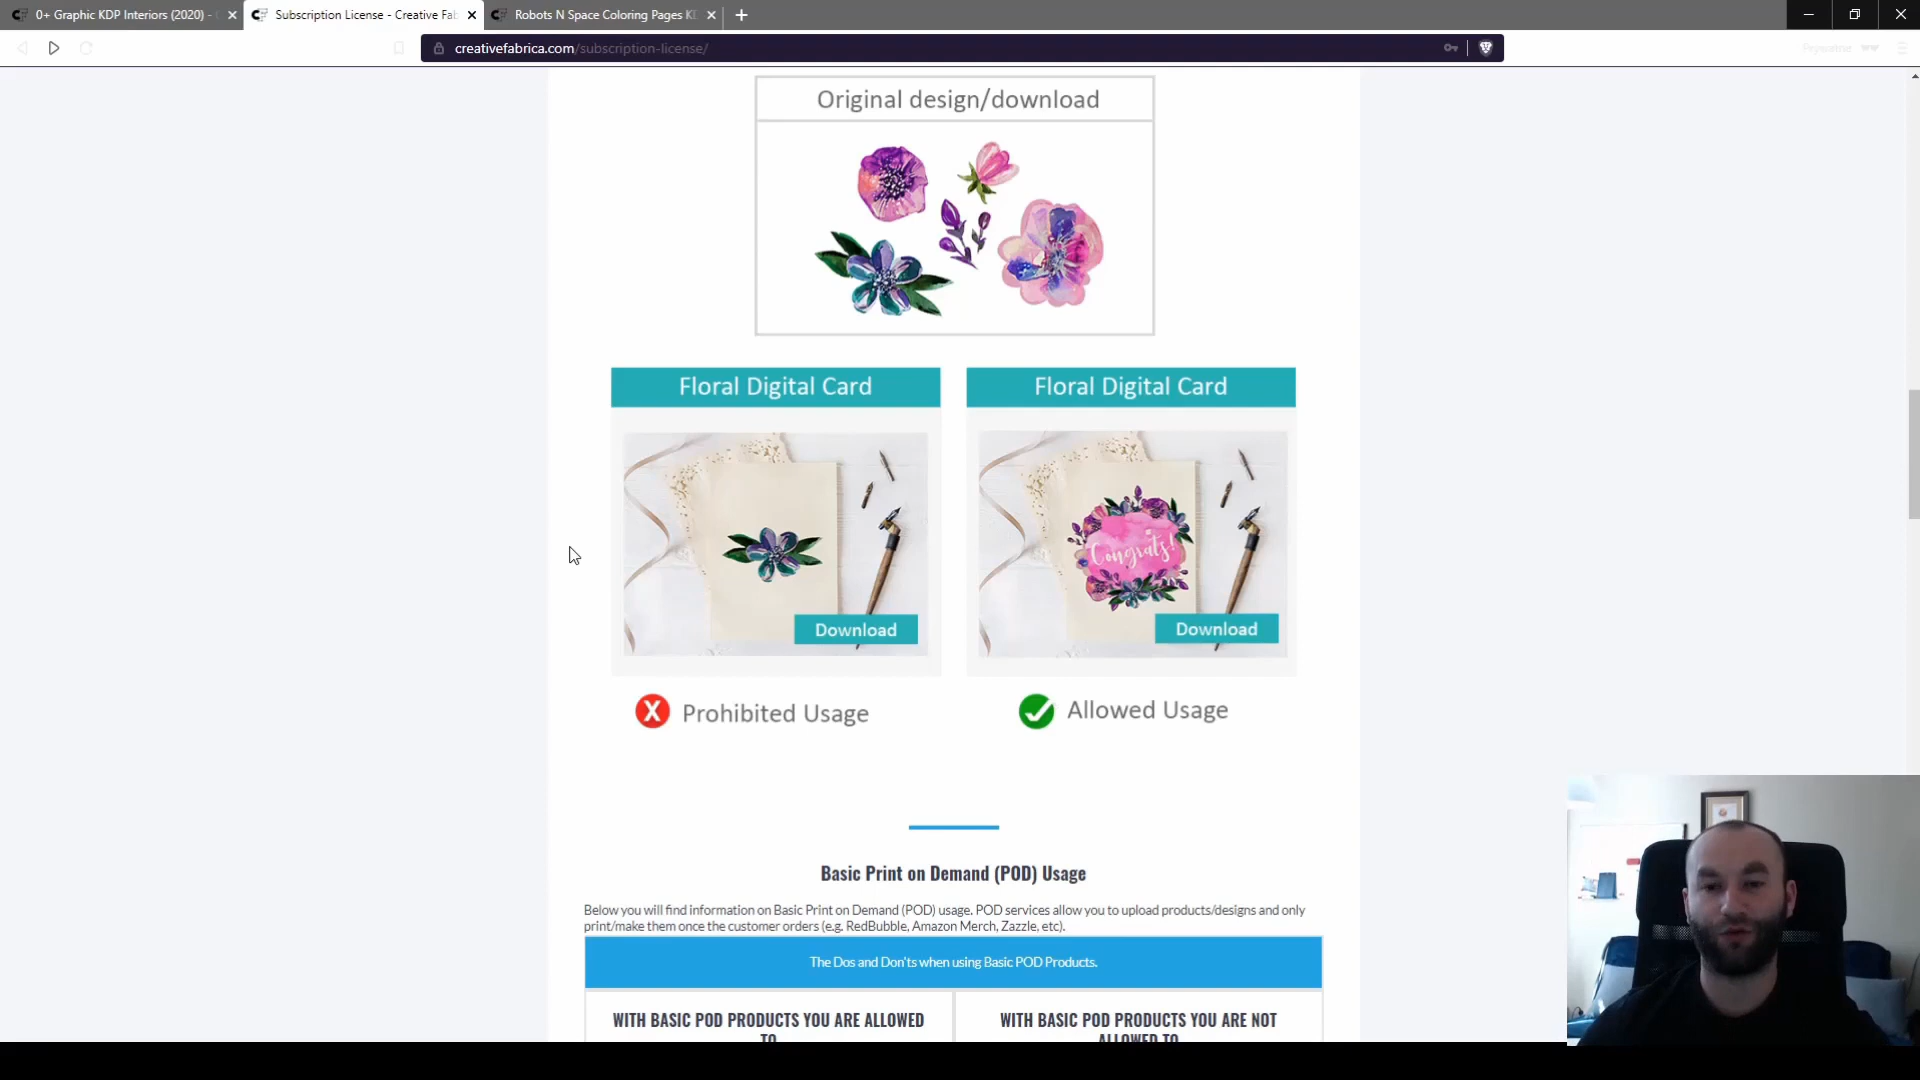 0+ Graphic KDP Interiors (2020) -
Subscription License - Creative Fab
Robots N Space Coloring Pages KD
creativefabrica.com/subscription-license/
Original design/download
Floral Digital Card
Floral Digital Card
Congrats!
Download
Download
Prohibited Usage
Allowed Usage
Basic Print on Demand (POD) Usage
Below you will find information on Basic Print on Demand (POD) usage. POD services allow you to upload products/designs and only
print/make them once the customer orders (e.g. RedBubble, Amazon Merch, Zazzle, etc).
The Dos and Don'ts when using Basic POD Products.
WITH BASIC POD PRODUCTS YOU ARE ALLOWED
TO
WITH BASIC POD PRODUCTS YOU ARE NOT
ALLOWED TO